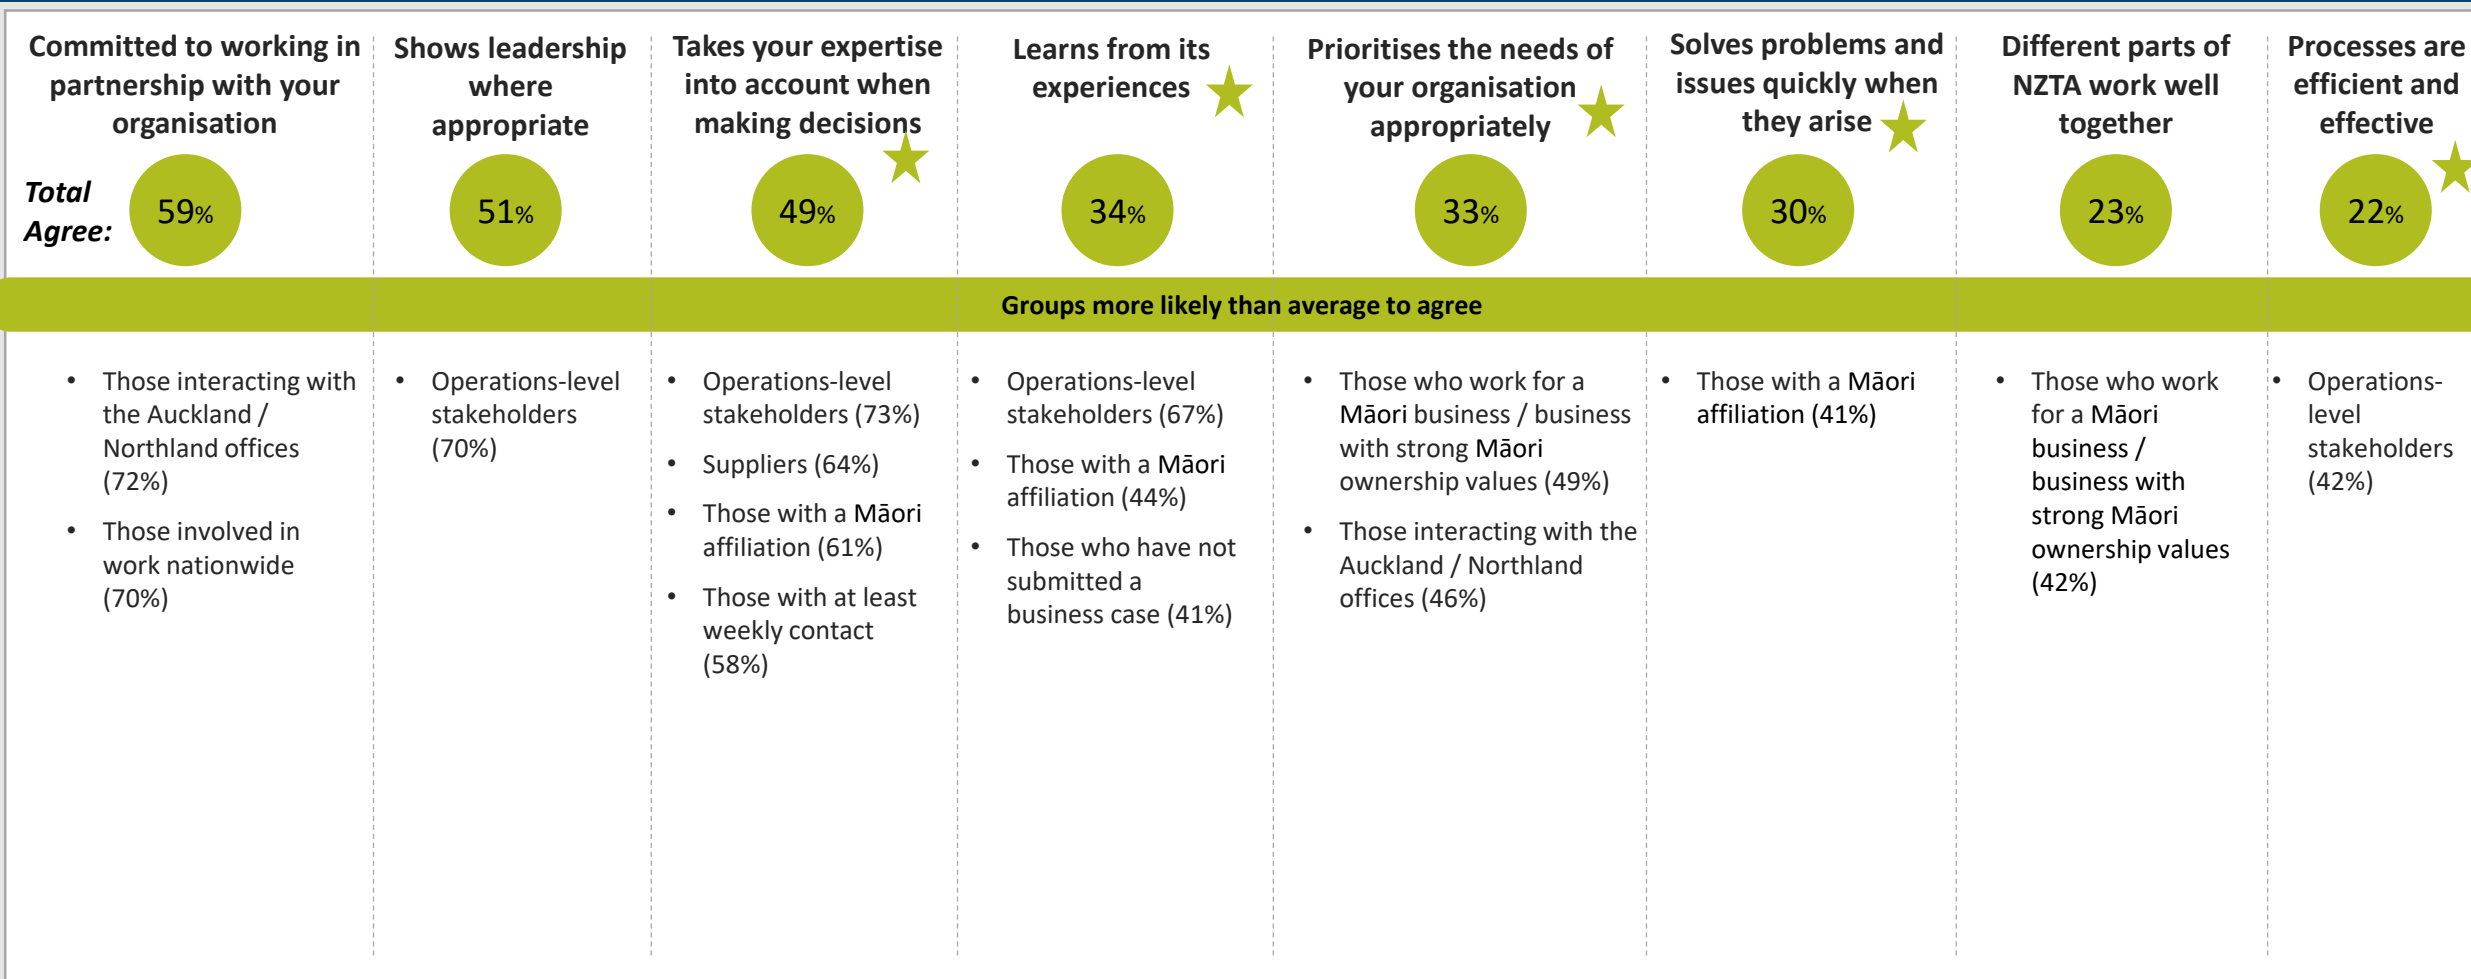 Committed to working in
partnership with your
organisation
Shows leadership
where
appropriate
Takes your expertise
into account when
making decisions
Learns from its
experiences
Prioritises the needs of
your organisation
appropriately
Solves problems and
issues quickly when
they arise
Different parts of
NZTA work well
together
Processes are
efficient and
effective
Total
Agree:
59%
51%
49%
34%
33%
30%
23%
22%
Groups more likely than average to agree
• Those interacting with
the Auckland /
Northland offices
(72%)
• Those involved in
work nationwide
(70%)
• Operations-level
stakeholders
(70%)
• Operations-level
stakeholders (73%)
• Suppliers (64%)
• Those with a Māori
affiliation (61%)
• Those with at least
weekly contact
(58%)
• Operations-level
stakeholders (67%)
• Those with a Māori
affiliation (44%)
• Those who have not
submitted a
business case (41%)
• Those who work for a
Māori business / business
with strong Māori
ownership values (49%)
• Those interacting with the
Auckland / Northland
offices (46%)
• Those with a Māori
affiliation (41%)
• Those who work
for a Māori
business /
business with
strong Māori
ownership values
(42%)
• Operations-
level
stakeholders
(42%)